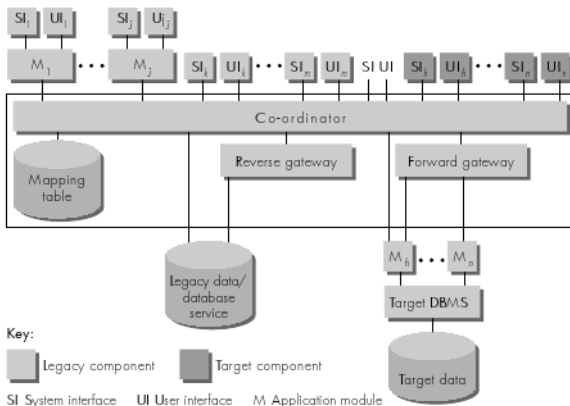 SI₁ UI₁ SIⱼ UIⱼ
M₁ • • • Mⱼ SIₖ UIₖ • • • SIₘ UIₘ SI UI SIₕ UIₕ • • • SIₙ UIₙ
Co-ordinator
Mapping
table
Reverse gateway
Forward gateway
Legacy data/
database
service
Mₕ • • • Mₙ
Target DBMS
Target data
Key:
Legacy component Target component
SI System interface UI User interface M Application module